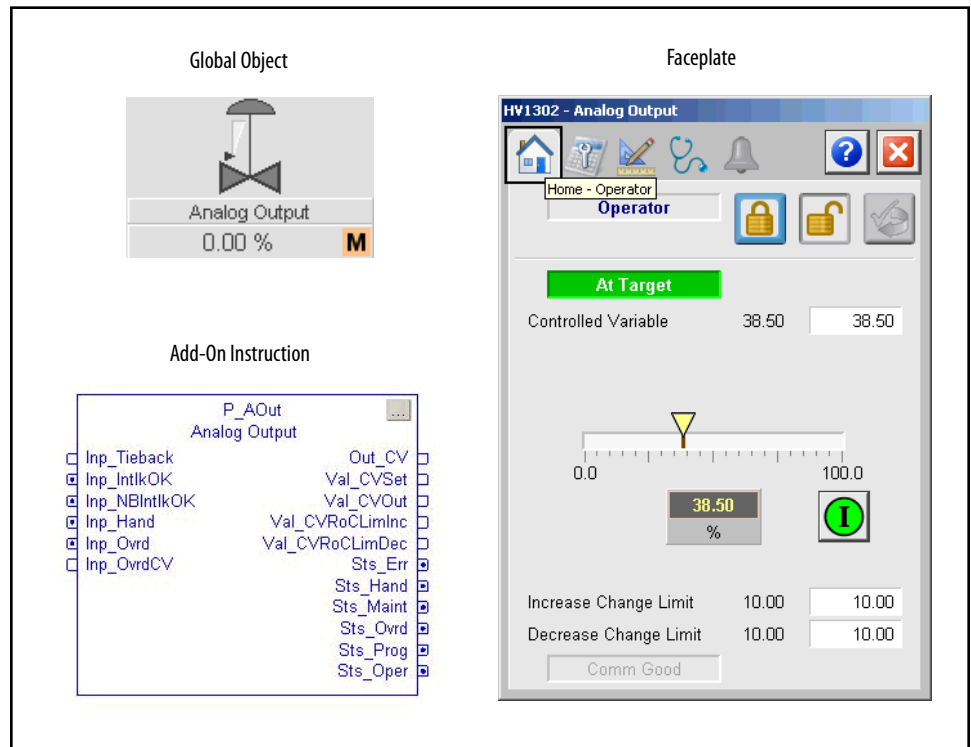 Global Object
Analog Output
0.00 %
M
Add-On Instruction
P_AOut
...
Analog Output
Inp_Tieback
Inp_IntlkOK
Inp_NBIntlkOK
Inp_Hand
Inp_Ovrd
Inp_OvrdCV
Out_CV
Val_CVSet
Val_CVOut
Val_CVRoCLimInc
Val_CVRoCLimDec
Sts_Err
Sts_Hand
Sts_Maint
Sts_Ovrd
Sts_Prog
Sts_Oper
Faceplate
HV1302 - Analog Output
?
Home - Operator
Operator
At Target
Controlled Variable 38.50 38.50
0.0 100.0
38.50
%
I
Increase Change Limit 10.00 10.00
Decrease Change Limit 10.00 10.00
Comm Good